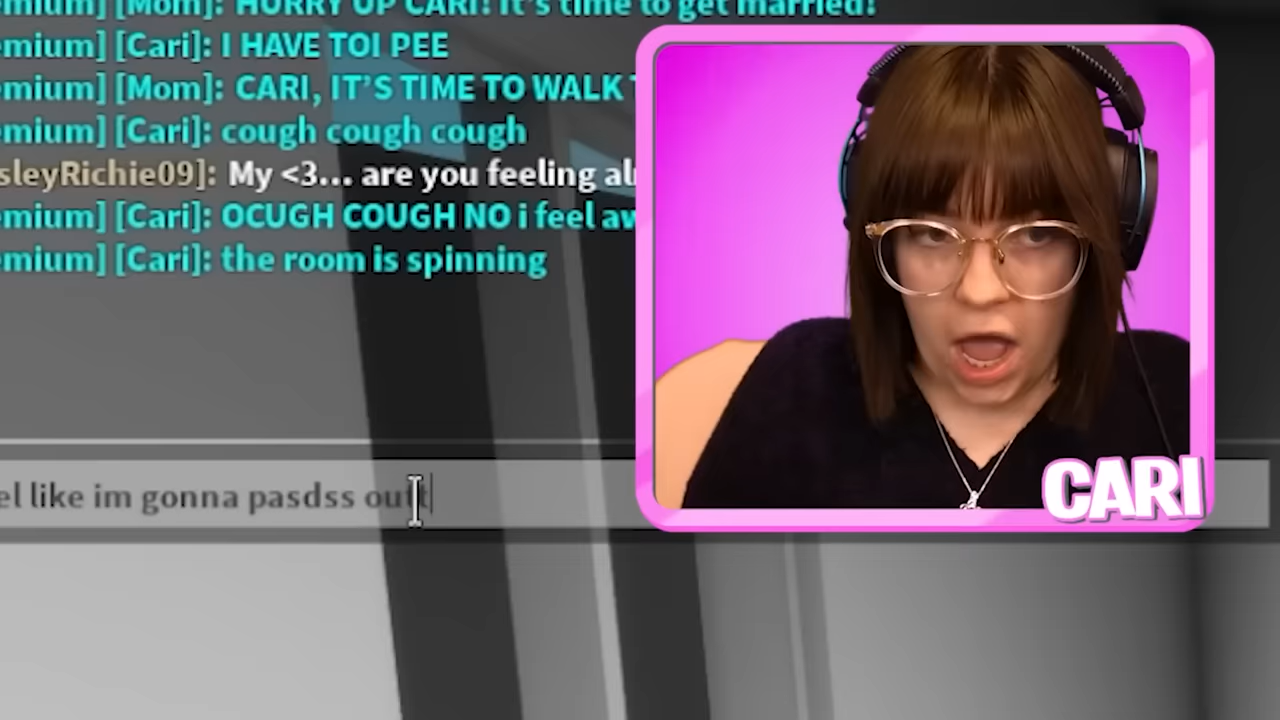 emium] [Mom]: HURRY UP CARI! It's time to get married!
emium] [Cari]: I HAVE TOI PEE
emium] [Mom]: CARI, IT'S TIME TO WALK
emium] [Cari]: cough cough cough
sleyRichie09]: My <3... are you feeling al
emium] [Cari]: OCUGH COUGH NO i feel aw
emium] [Cari]: the room is spinning
el like im gonna pasdss outt
CARI